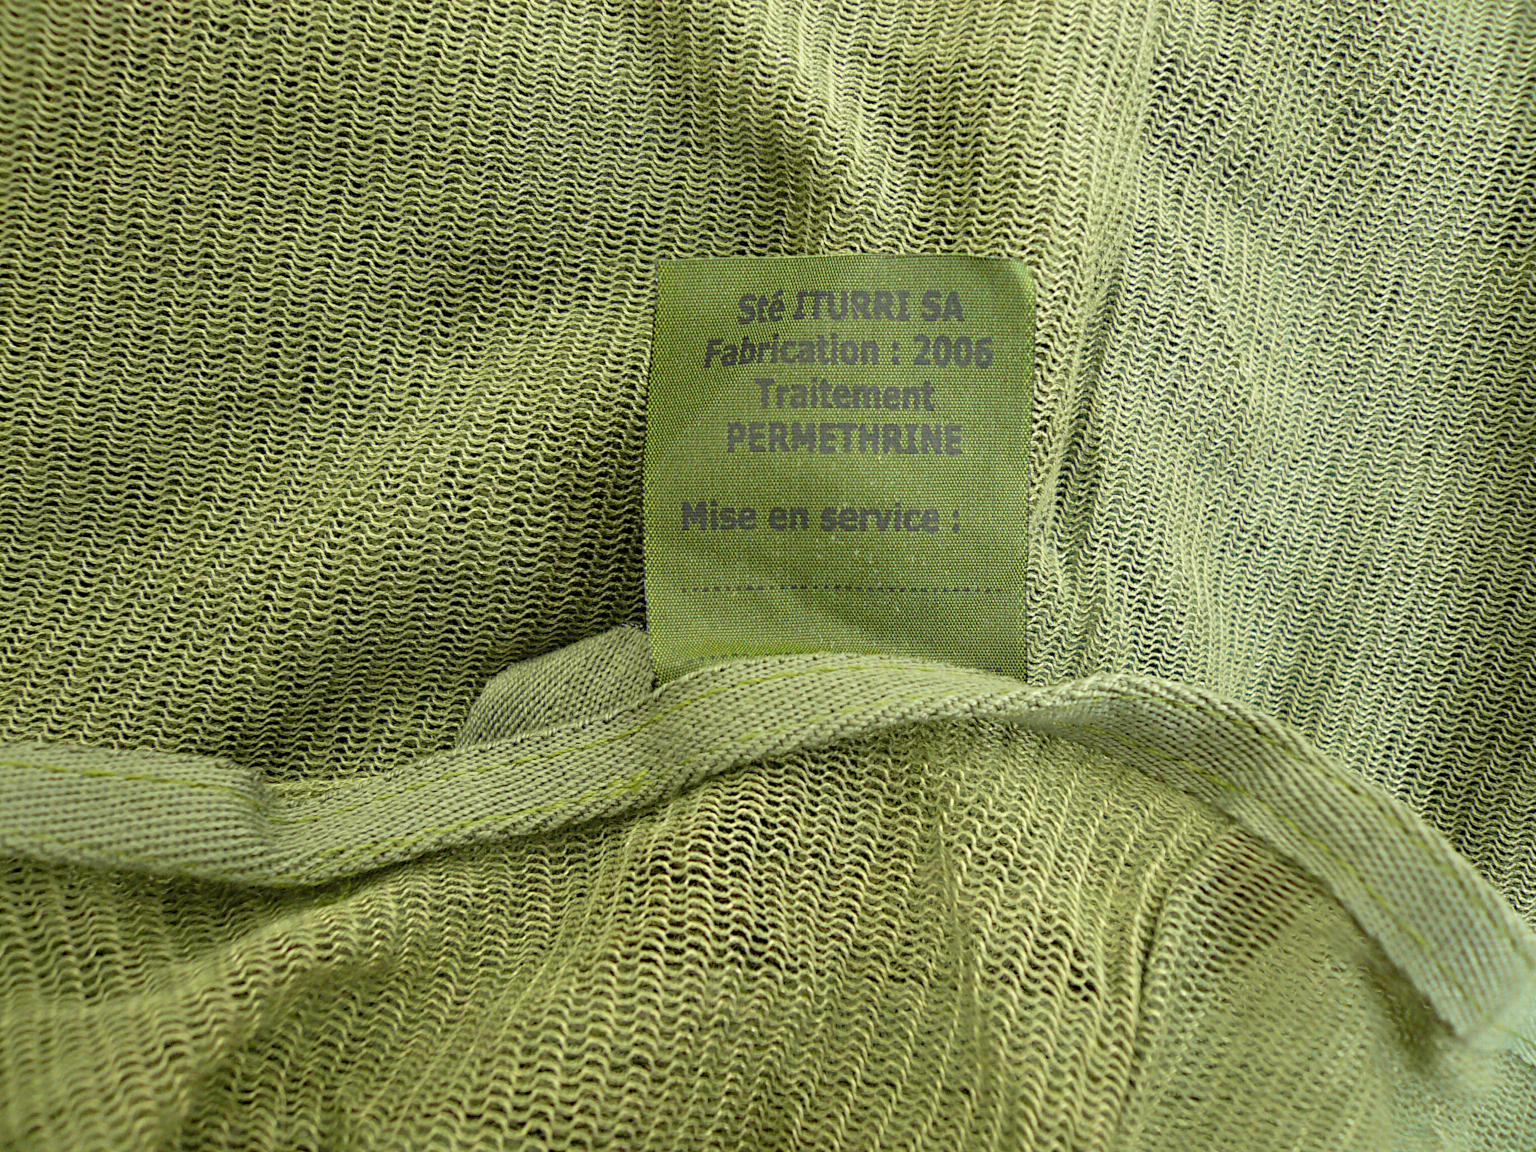 Sté ITURRI SA
Fabrication : 2006
Traitement
PERMETHRINE
Mise en service :